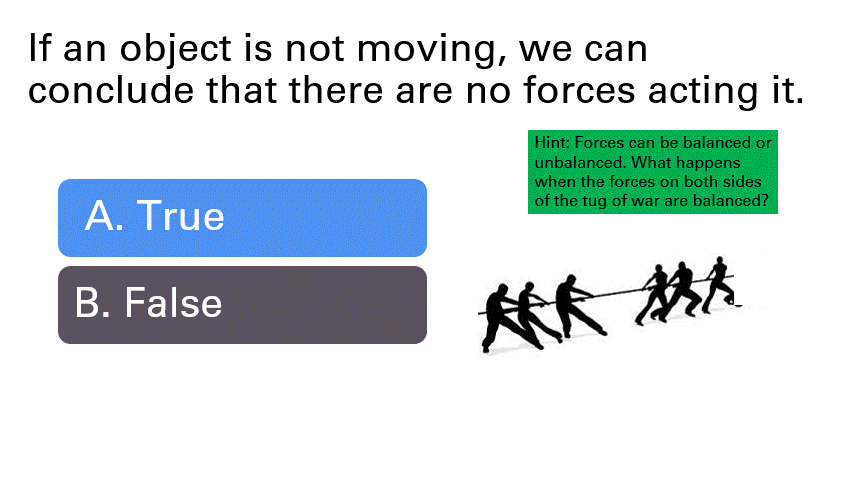 If an object is not moving, we can
conclude that there are no forces acting it.
Hint: Forces can be balanced or
unbalanced. What happens
when the forces on both sides
of the tug of war are balanced?
A. True
B. False